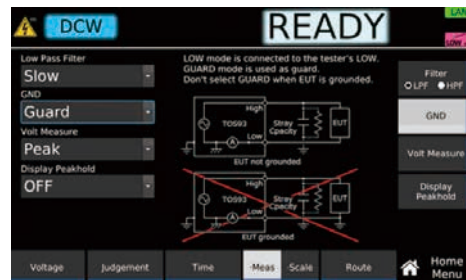 DCW
READY
LAN
LOW
Low Pass Filter
Slow
GND
Guard
Volt Measure
Peak
Display Peakhold
OFF
LOW mode is connected to the tester's LOW.
GUARD mode is used as guard.
Don't select GUARD when EUT is grounded.
High
TOS93
Stray
Cpacity
EUT
A
Low
EUT not grounded
High
TOS93
Stray
Cpacity
EUT
A
Low
EUT grounded
Filter
LPF HPF
GND
Volt Measure
Display
Peakhold
Voltage
Judgement
Time
Meas
Scale
Route
Home
Menu